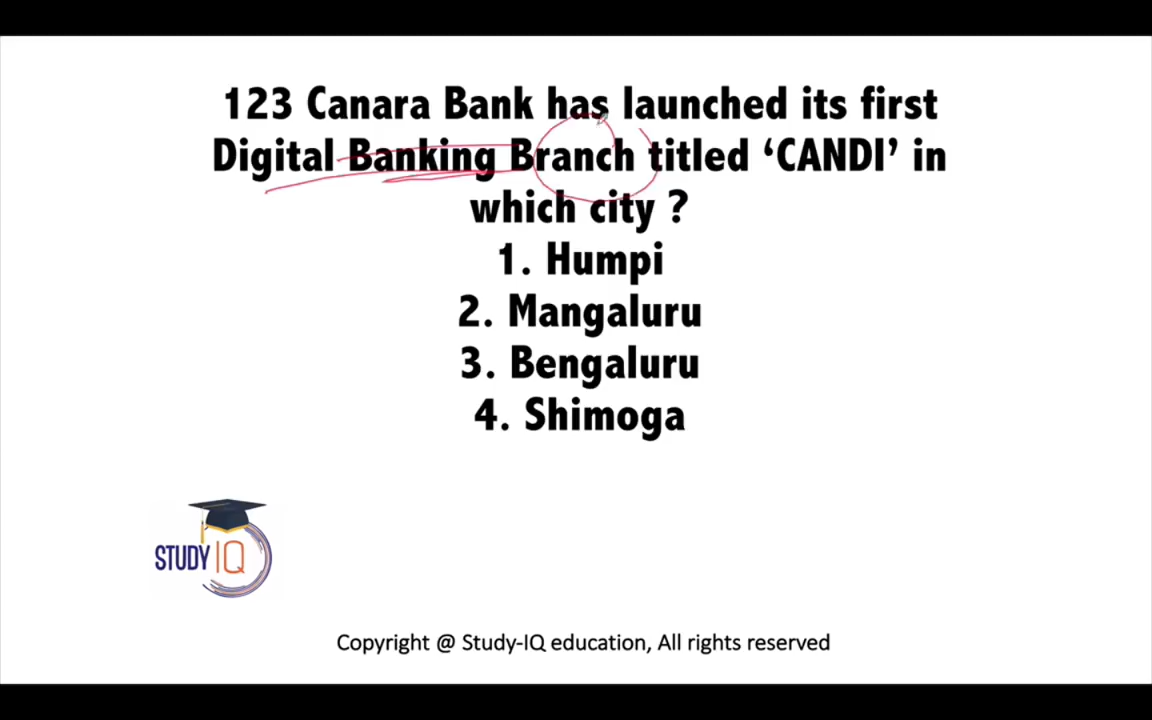 123 Canara Bank has launched its first
Digital Banking Branch titled ‘CANDI’ in
which city ?
1. Humpi
2. Mangaluru
3. Bengaluru
4. Shimoga
STUDY IQ
Copyright @ Study-IQ education, All rights reserved